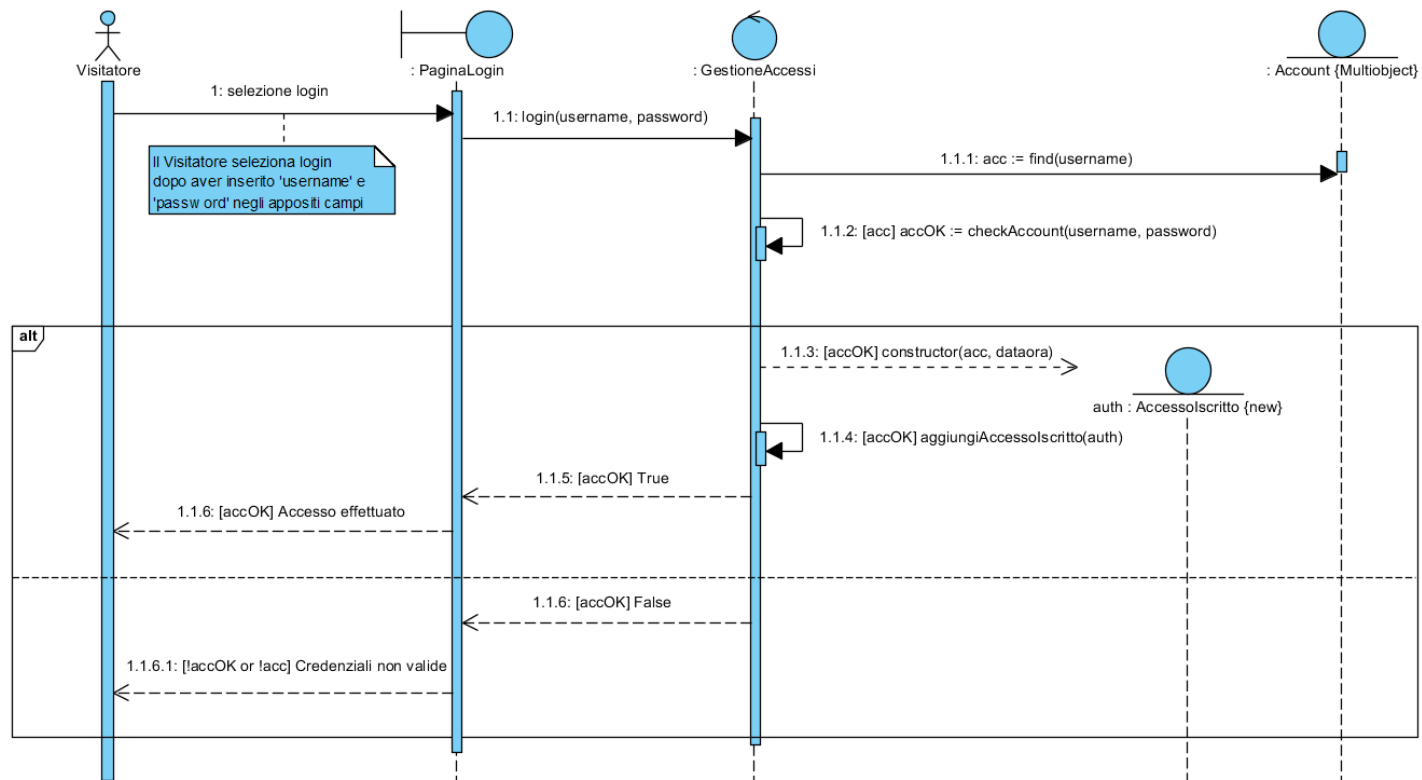 Visitatore
: PaginaLogin
: GestioneAccessi
: Account {Multiobject}
1: selezione login
1.1: login(username, password)
Il Visitatore seleziona login
dopo aver inserito 'username' e
'passw ord' negli appositi campi
1.1.1: acc := find(username)
1.1.2: [acc] accOK := checkAccount(username, password)
alt
1.1.3: [accOK] constructor(acc, dataora)
auth : AccessoIscritto {new}
1.1.4: [accOK] aggiungiAccessoIscritto(auth)
1.1.5: [accOK] True
1.1.6: [accOK] Accesso effettuato
1.1.6: [accOK] False
1.1.6.1: [!accOK or !acc] Credenziali non valide